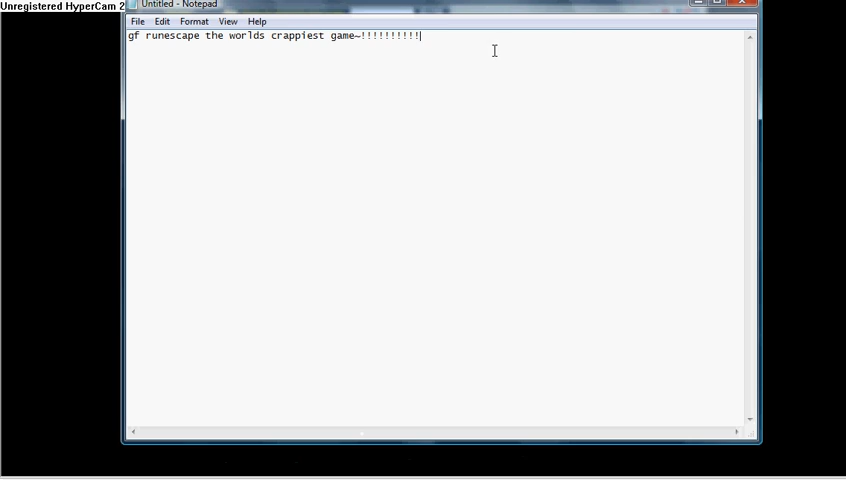 Unregistered HyperCam 2
Untitled - Notepad
File Edit Format View Help
gf runescape the worlds crappiest game~!!!!!!!!!!